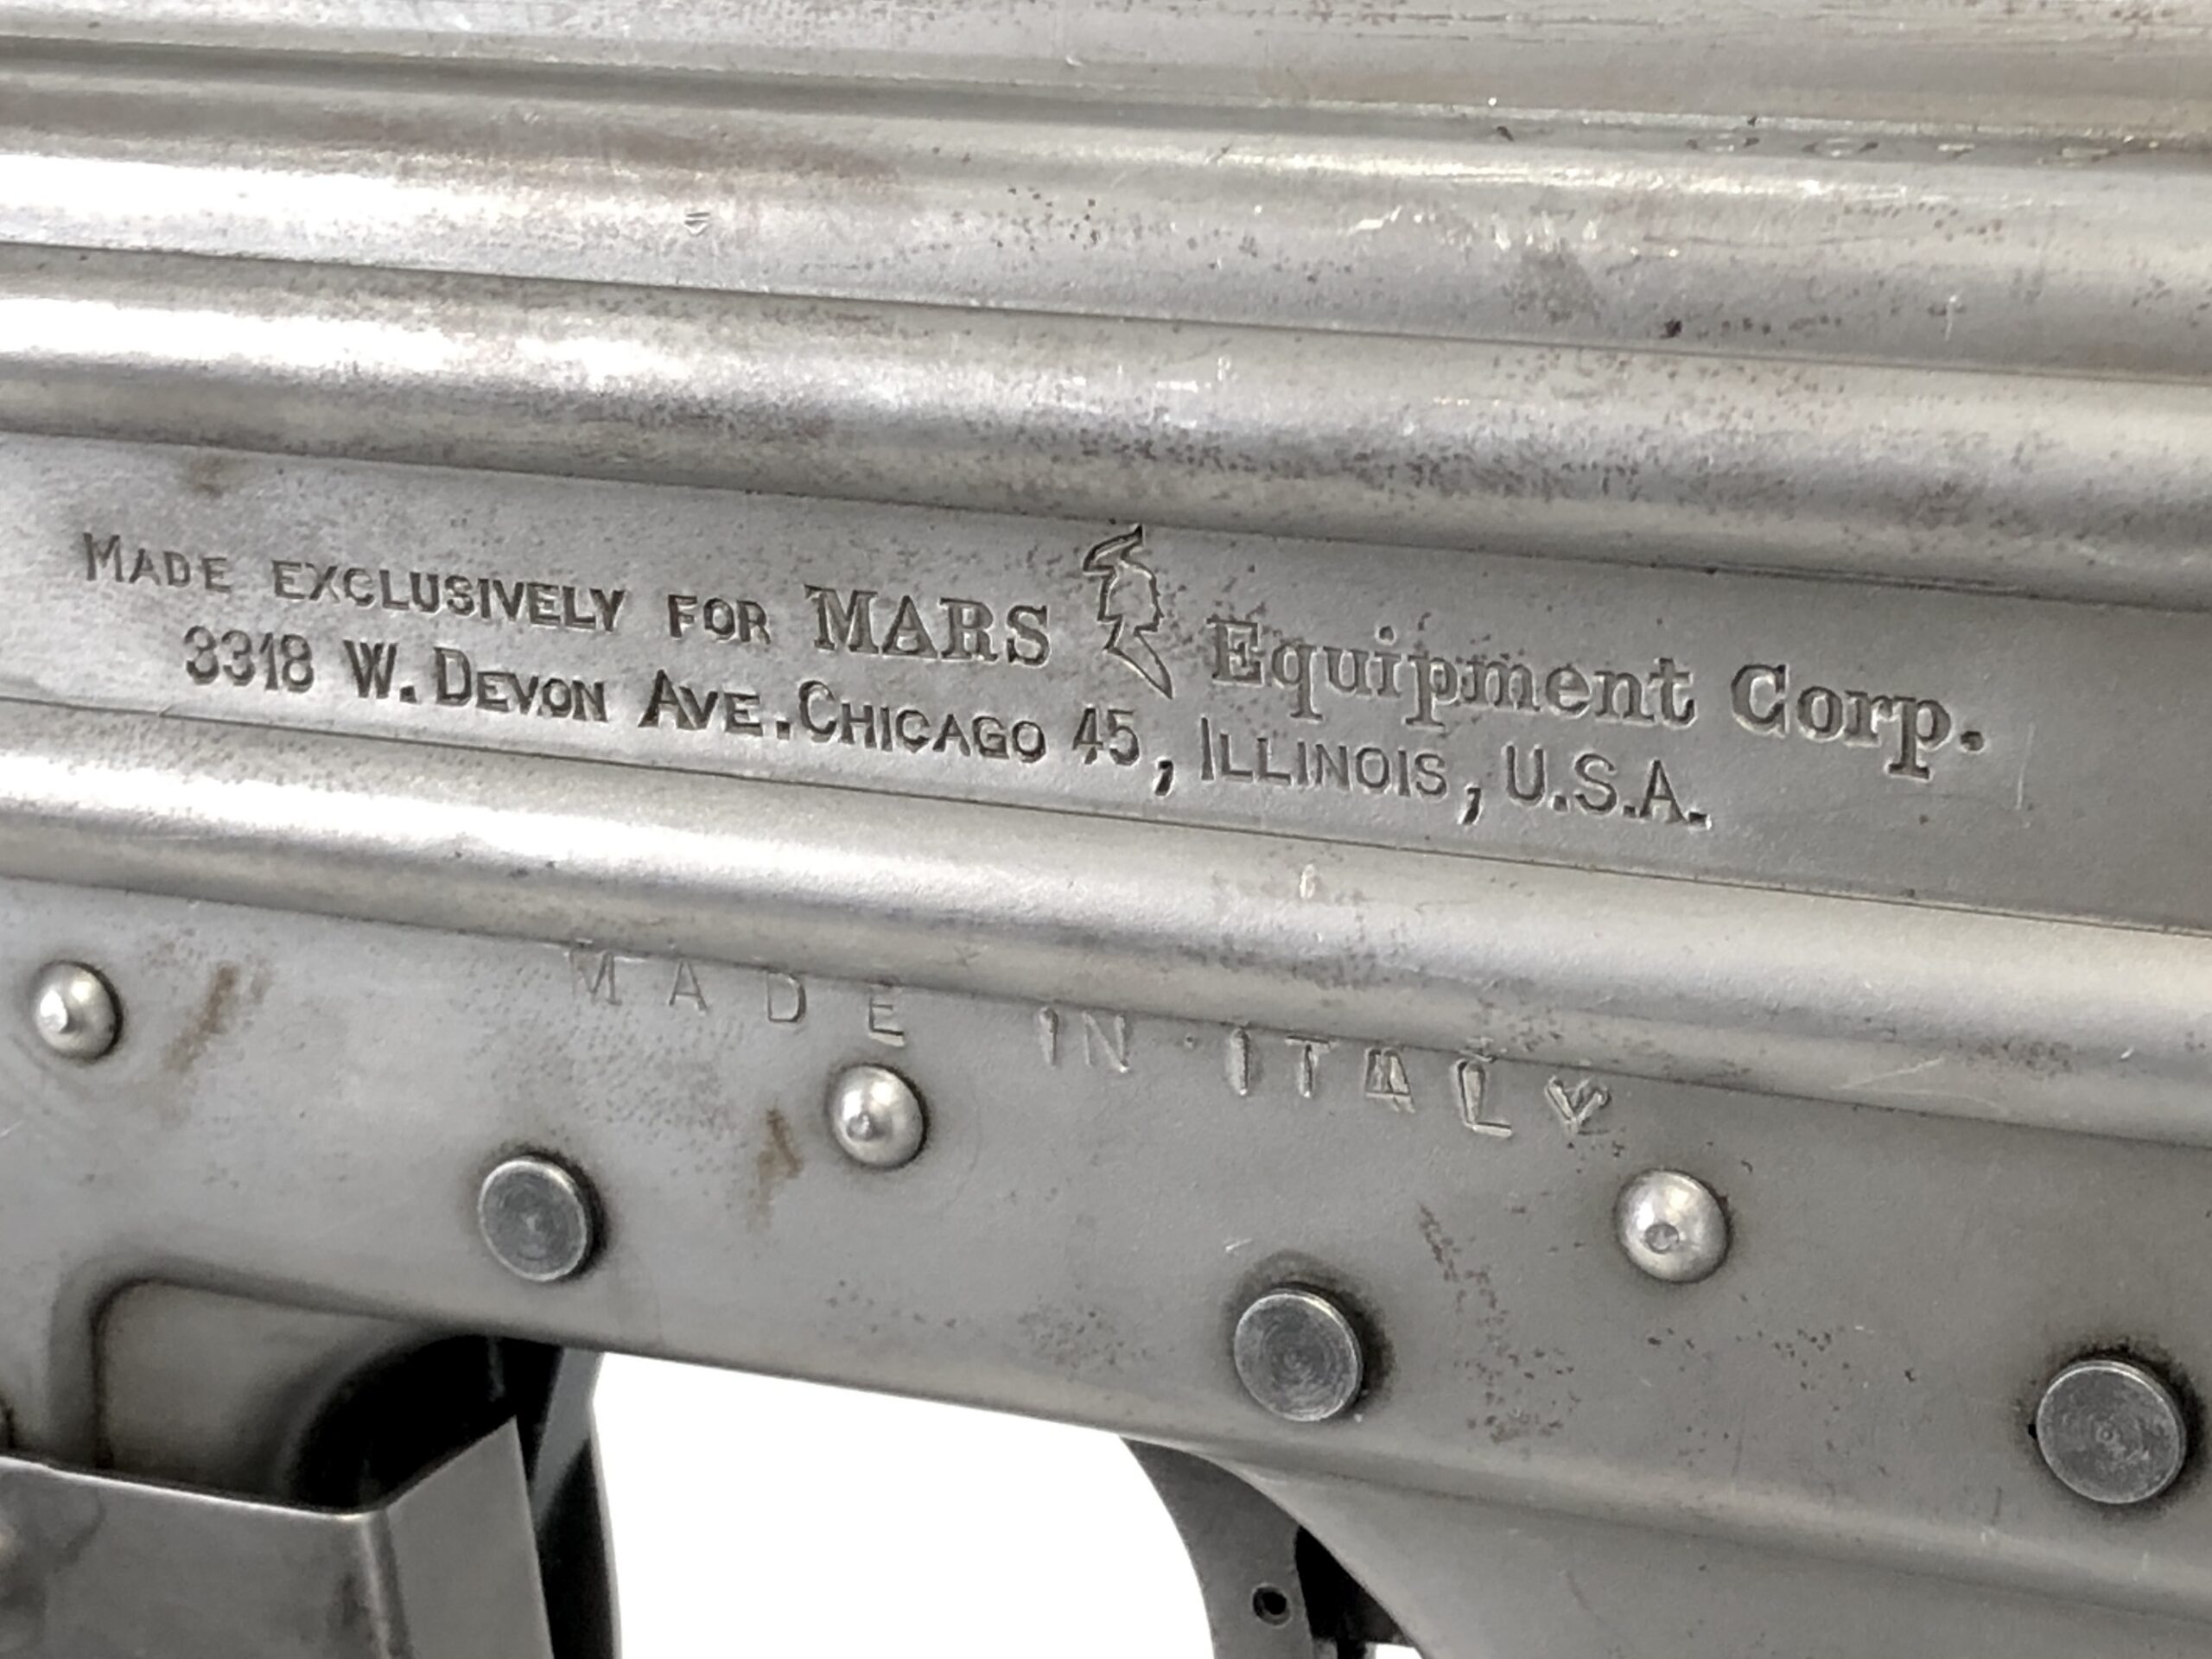 MADE EXCLUSIVELY FOR MARS Equipment Corp.
3318 W. DEVON AVE. CHICAGO 45, ILLINOIS, U.S.A.
MADE IN ITALY